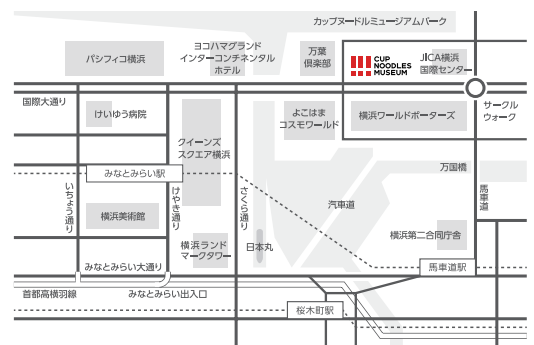 カップヌードルミュージアムパーク
ヨコハマグランド
インターコンチネンタル
ホテル
パシフィコ横浜
万葉
倶楽部
CUP
NOODLES
MUSEUM
JICA横浜
国際センター
国際大通り
サークル
ウォーク
けいゆう病院
よこはま
コスモワールド
横浜ワールドポーターズ
クイーンズ
スクエア横浜
万国橋
みなとみらい駅
いちょう通り
けやき通り
さくら通り
汽車道
馬車道
横浜美術館
横浜第二合同庁舎
横浜ランド
マークタワー
日本丸
みなとみらい大通り
馬車道駅
首都高横羽線
みなとみらい出入口
桜木町駅